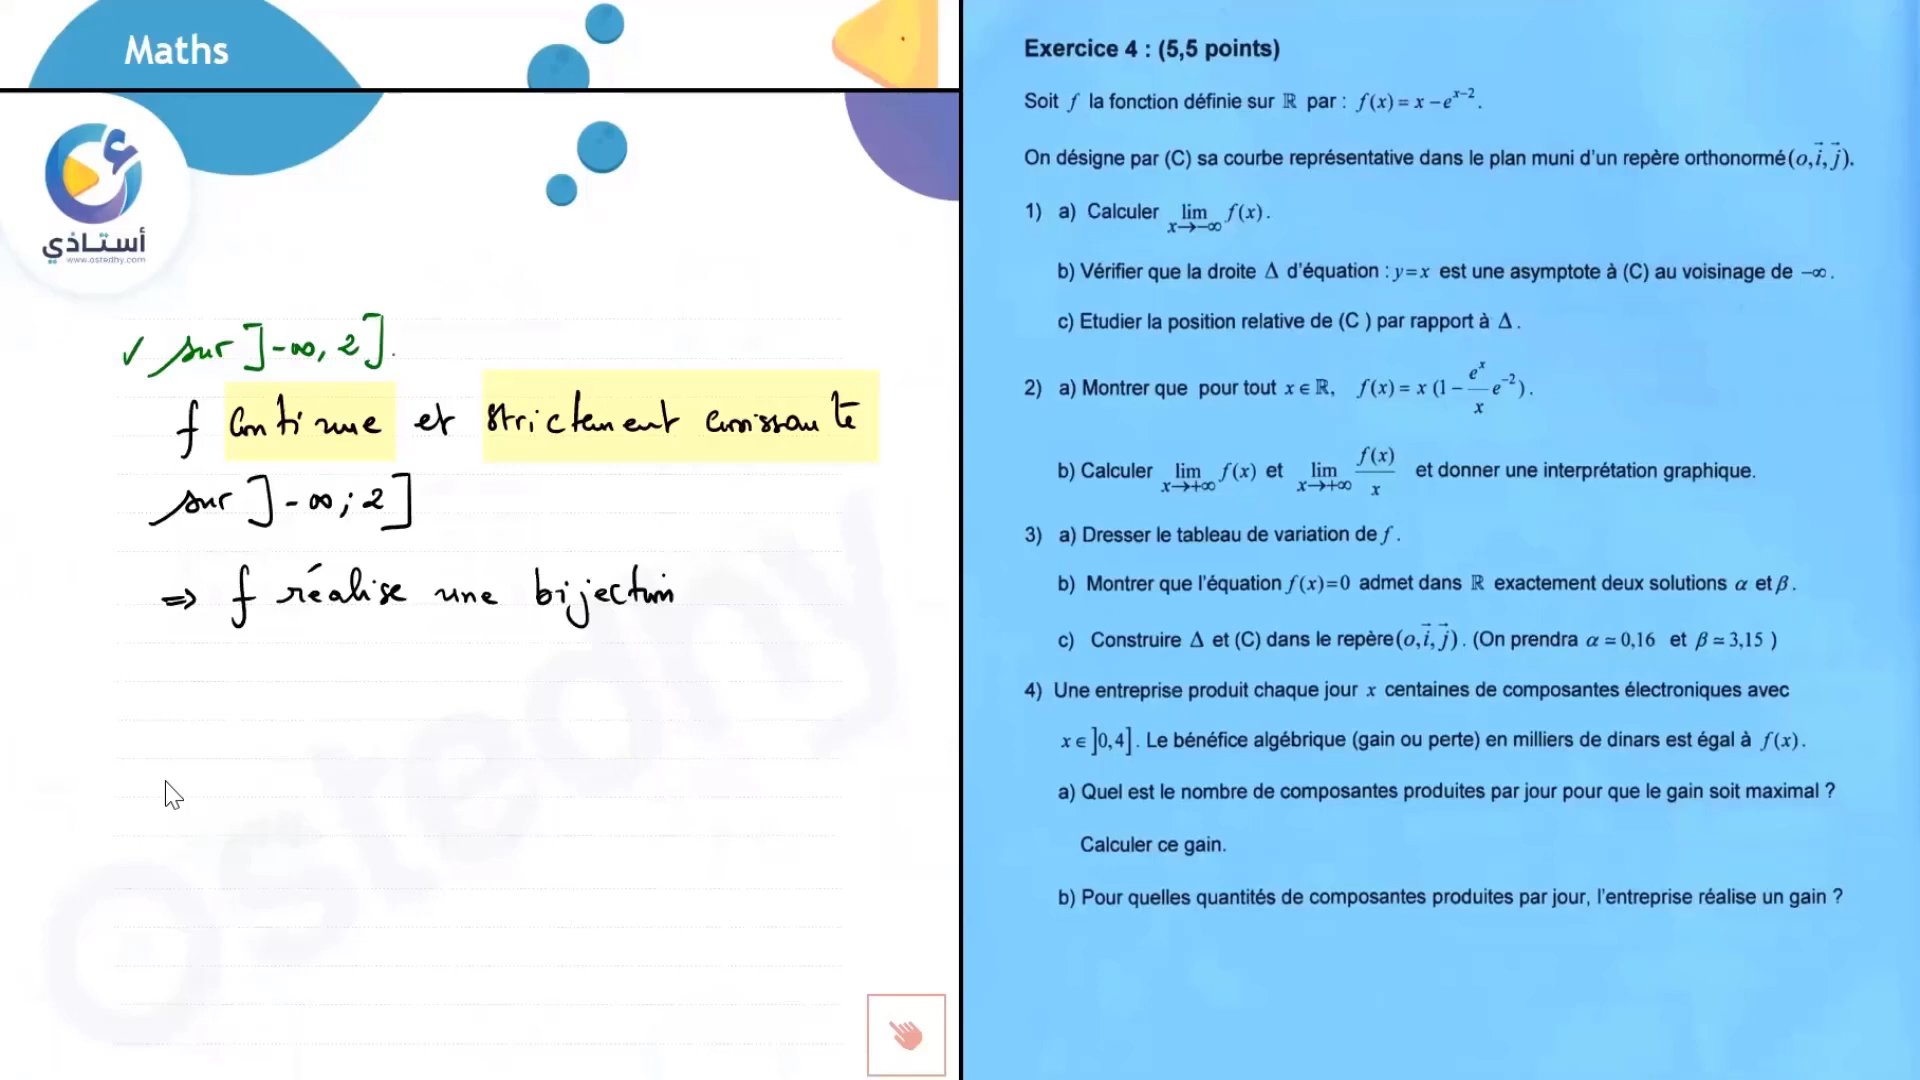 Maths
أستاذي
www.ostedhy.com
✓ sur ]-∞, 2].
f continue et strictement croissante
sur ]-∞; 2]
⇒ f réalise une bijection
Ostedhy
Exercice 4 : (5,5 points)
Soit f la fonction définie sur ℝ par : f(x) = x − e^{x−2}.
On désigne par (C) sa courbe représentative dans le plan muni d'un repère orthonormé (o, i⃗, j⃗).
1) a) Calculer lim_{x→−∞} f(x).
b) Vérifier que la droite Δ d'équation : y = x est une asymptote à (C) au voisinage de −∞.
c) Etudier la position relative de (C ) par rapport à Δ.
2) a) Montrer que pour tout x ∈ ℝ, f(x) = x (1 − e^x/x e^{−2}).
b) Calculer lim_{x→+∞} f(x) et lim_{x→+∞} f(x)/x et donner une interprétation graphique.
3) a) Dresser le tableau de variation de f.
b) Montrer que l'équation f(x)=0 admet dans ℝ exactement deux solutions α et β.
c) Construire Δ et (C) dans le repère (o, i⃗, j⃗). (On prendra α ≃ 0,16 et β ≃ 3,15 )
4) Une entreprise produit chaque jour x centaines de composantes électroniques avec
x ∈ ]0,4]. Le bénéfice algébrique (gain ou perte) en milliers de dinars est égal à f(x).
a) Quel est le nombre de composantes produites par jour pour que le gain soit maximal ?
Calculer ce gain.
b) Pour quelles quantités de composantes produites par jour, l'entreprise réalise un gain ?